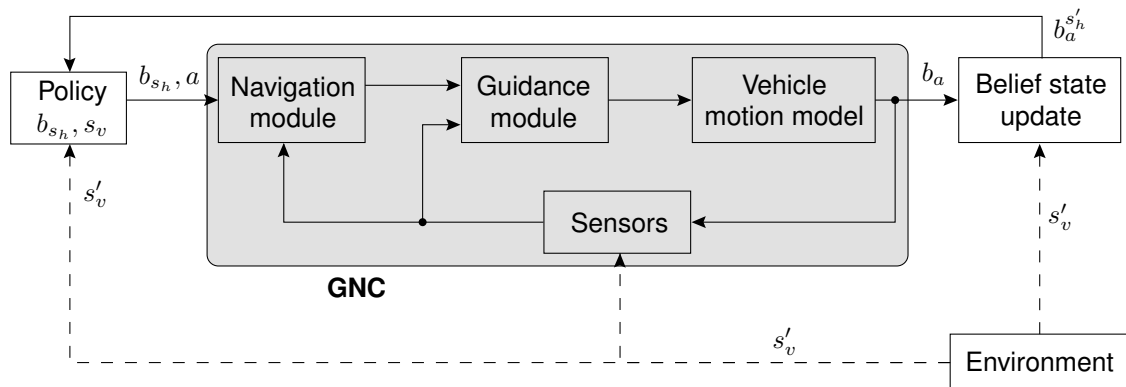 $b_a^{s'_h}$
Policy
$b_{s_h}, s_v$
$b_{s_h}, a$
Navigation
module
Guidance
module
Vehicle
motion model
$b_a$
Belief state
update
$s'_v$
Sensors
$s'_v$
GNC
$s'_v$
Environment